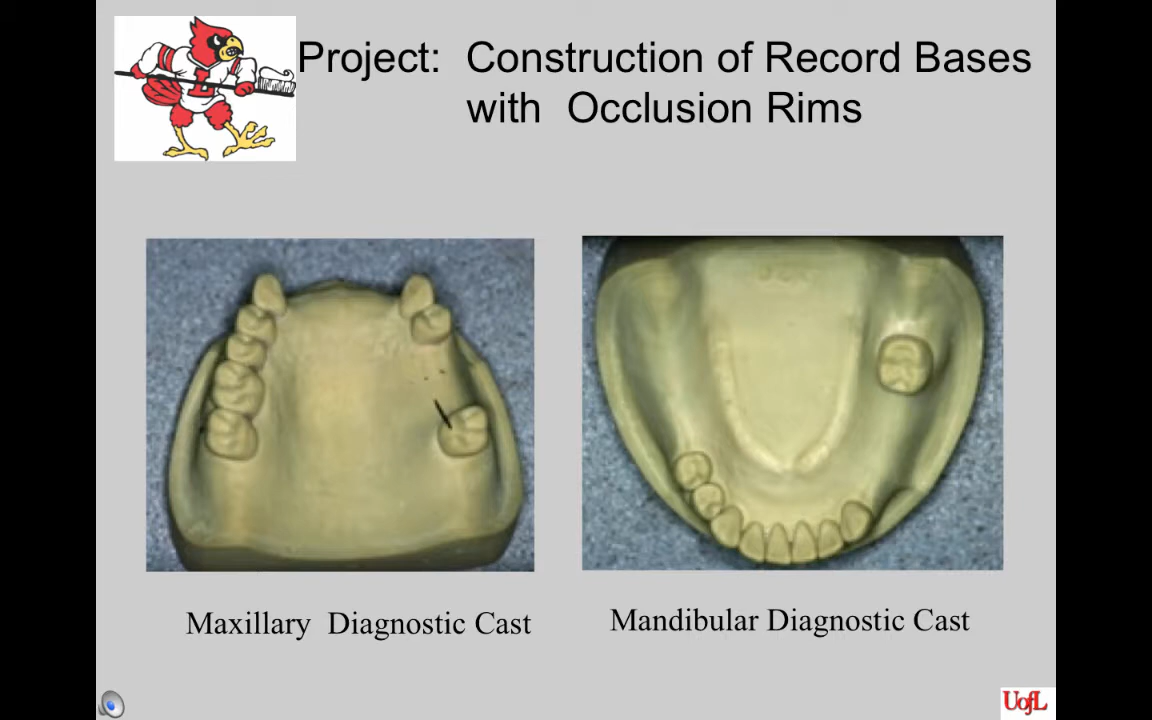 Project:  Construction of Record Bases
with  Occlusion Rims
Maxillary  Diagnostic Cast
Mandibular Diagnostic Cast
UofL